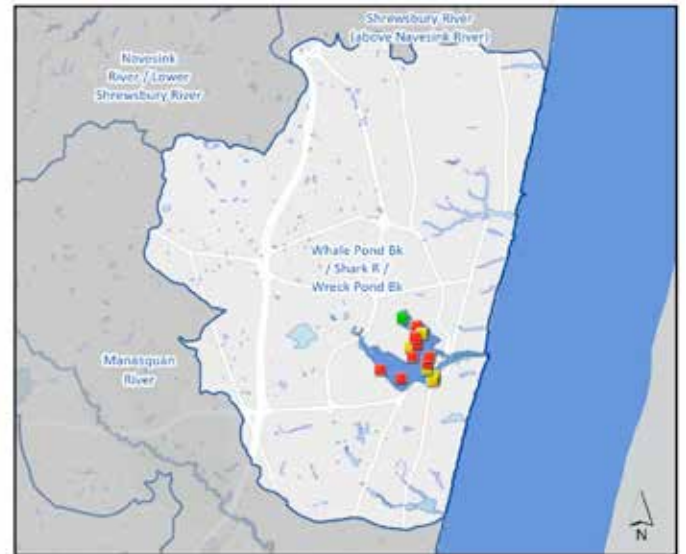 Shrewsbury River
(above Navesink River)
Navesink
River / Lower
Shrewsbury River
Whale Pond Bk
/ Shark R /
Wreck Pond Bk
Manasquan
River
N